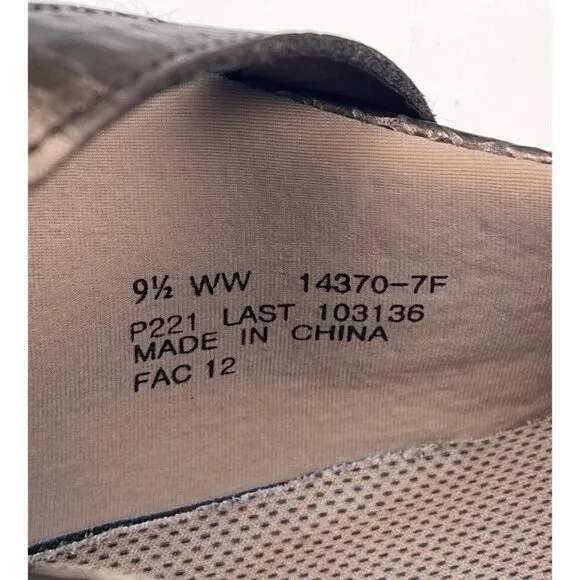 9½ WW 14370-7F
P221 LAST 103136
MADE IN CHINA
FAC 12